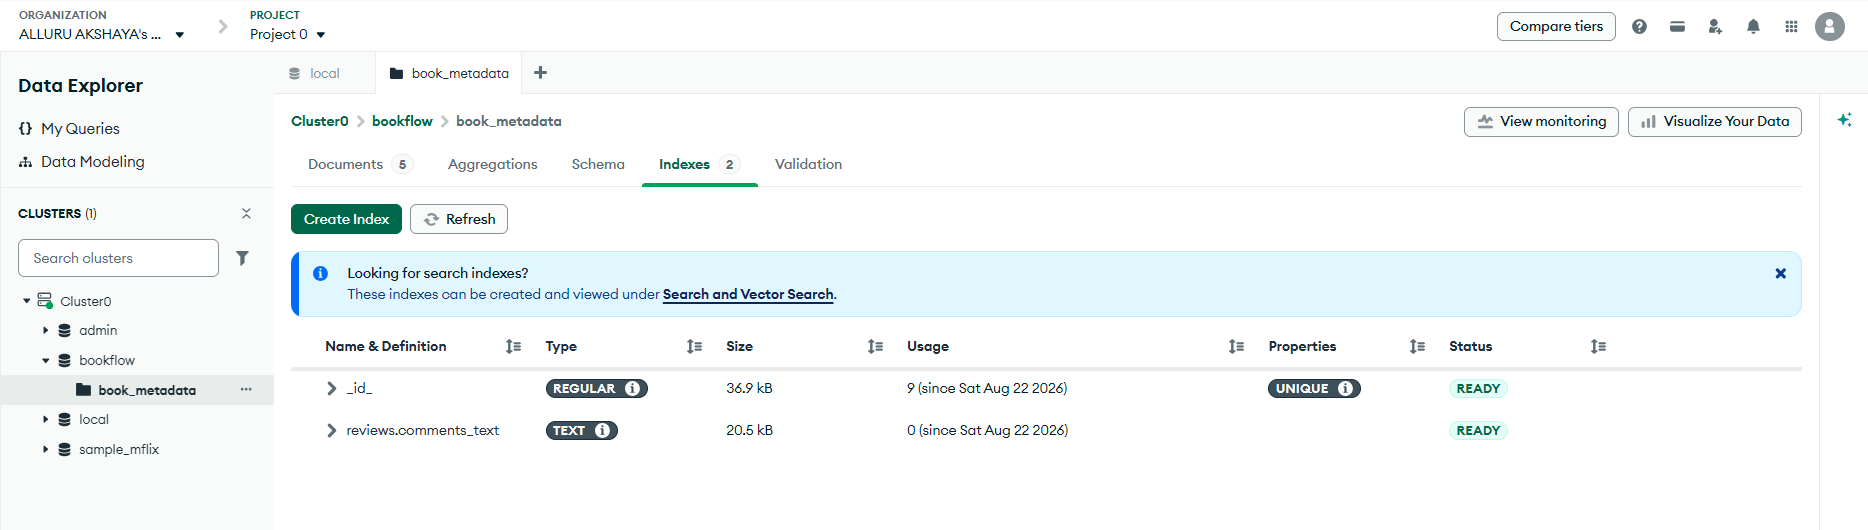 ORGANIZATION
ALLURU AKSHAYA's ...
PROJECT
Project 0
Compare tiers
Data Explorer
My Queries
Data Modeling
CLUSTERS (1)
Search clusters
Cluster0
admin
bookflow
book_metadata
local
sample_mflix
local
book_metadata
Cluster0 > bookflow > book_metadata
View monitoring
Visualize Your Data
Documents 5
Aggregations
Schema
Indexes 2
Validation
Create Index
Refresh
Looking for search indexes?
These indexes can be created and viewed under Search and Vector Search.
Name & Definition Type Size Usage Properties Status
_id_ REGULAR 36.9 kB 9 (since Sat Aug 22 2026) UNIQUE READY
reviews.comments_text TEXT 20.5 kB 0 (since Sat Aug 22 2026) READY